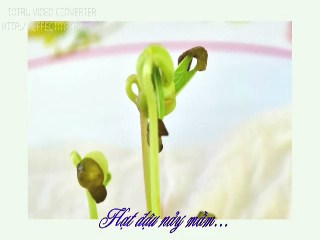 TOTAL VIDEO CONVERTER
Hạt đậu nảy mầm...